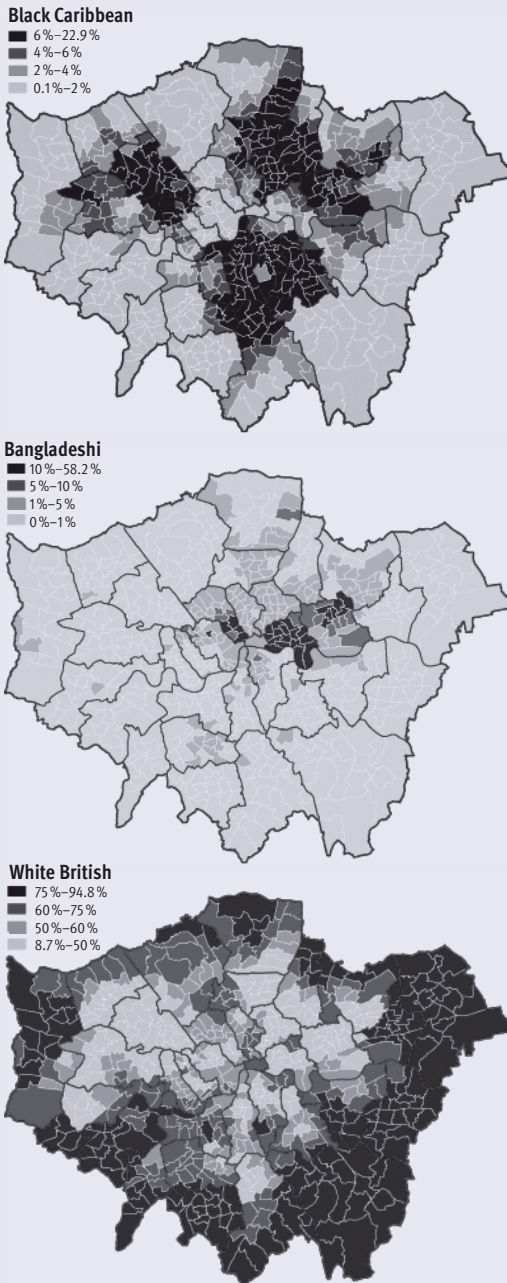 Black Caribbean
6 %–22.9 %
4 %–6 %
2 %–4 %
0.1 %–2 %
Bangladeshi
10 %–58.2 %
5 %–10 %
1 %–5 %
0 %–1 %
White British
75 %–94.8 %
60 %–75 %
50 %–60 %
8.7 %–50 %